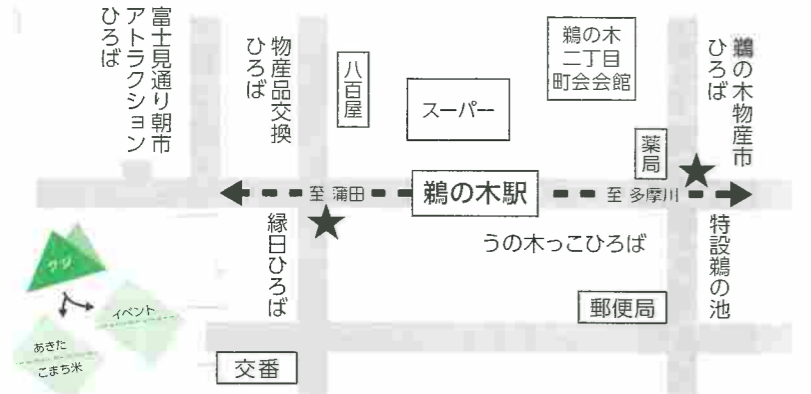 富士見通り朝市
アトラクション
ひろば
物産品交換
ひろば
八百屋
スーパー
鵜の木
二丁目
町会会館
鵜の木物産市
ひろば
薬局
至 蒲田
鵜の木駅
至 多摩川
縁日ひろば
うの木っこひろば
特設鵜の池
郵便局
交番
クジ
イベント
あきた
こまち米